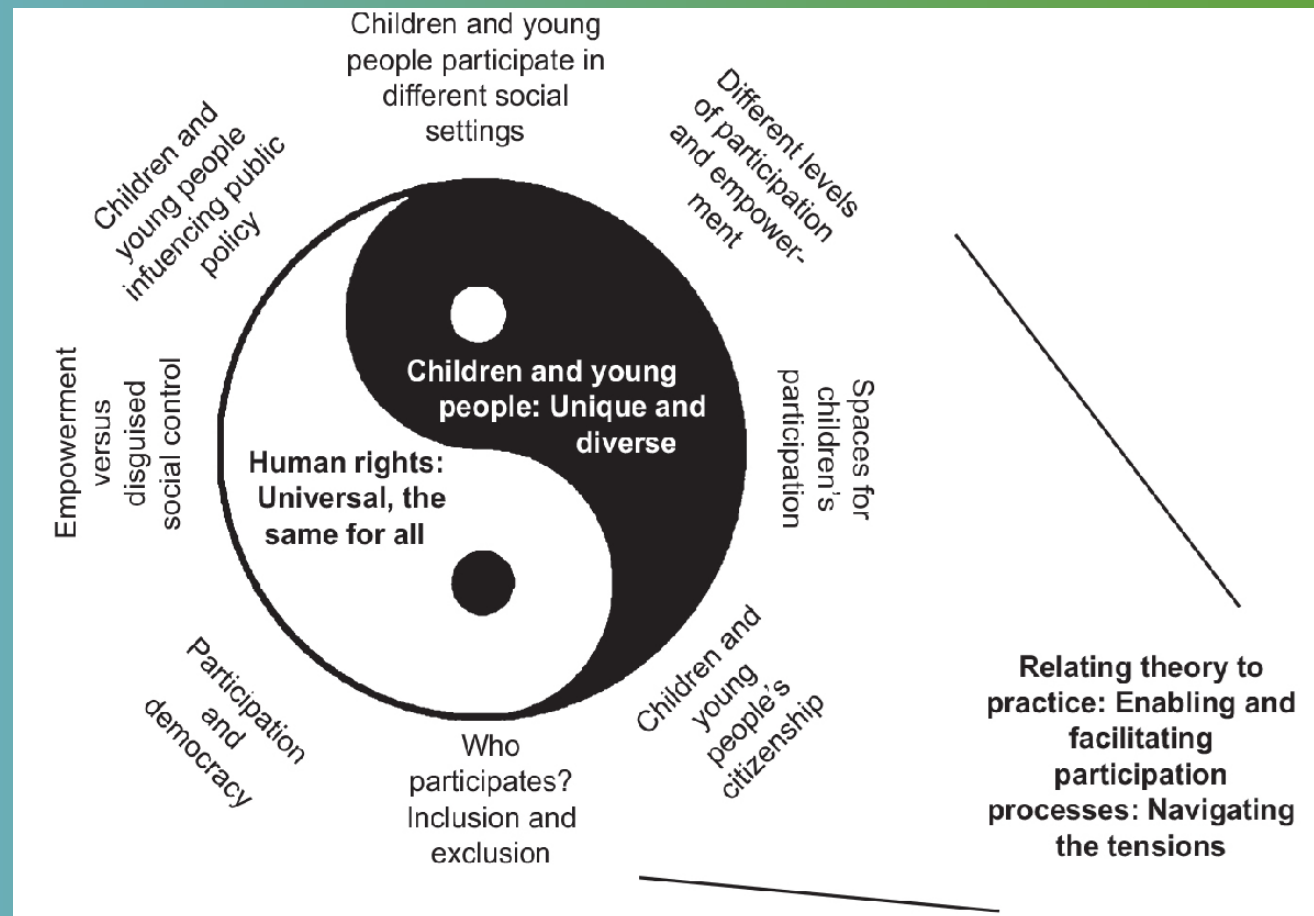 Children and young
people participate in
different social
settings
Different levels
of participation
and empower-
ment
Spaces for
children’s
participation
Children and
young
people’s
citizenship
Who
participates?
Inclusion and
exclusion
Participation
and
democracy
Empowerment
versus
disguised
social control
Children and
young people
infuencing public
policy
Children and young
people: Unique and
diverse
Human rights:
Universal, the
same for all
Relating theory to
practice: Enabling and
facilitating
participation
processes: Navigating
the tensions